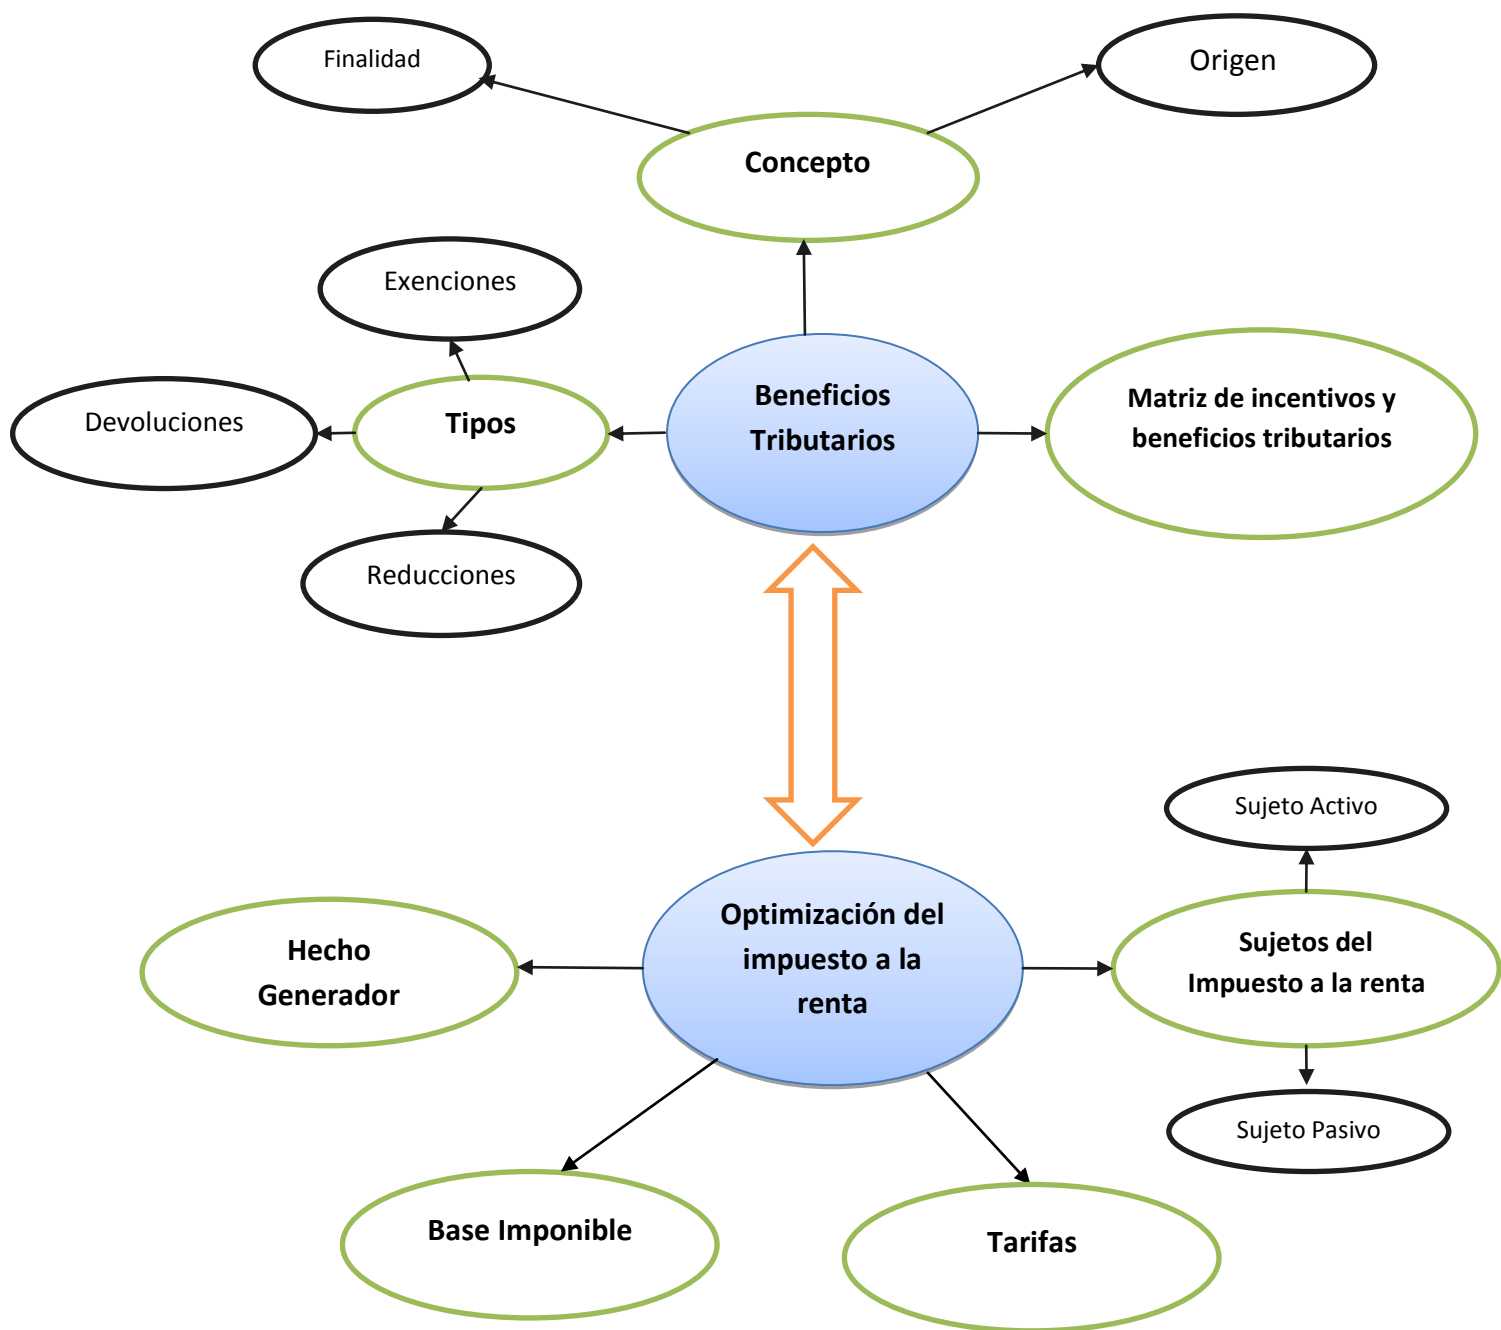 Finalidad
Origen
Concepto
Exenciones
Devoluciones
Tipos
Reducciones
Beneficios
Tributarios
Matriz de incentivos y
beneficios tributarios
Sujeto Activo
Hecho
Generador
Optimización del
impuesto a la
renta
Sujetos del
Impuesto a la renta
Sujeto Pasivo
Base Imponible
Tarifas